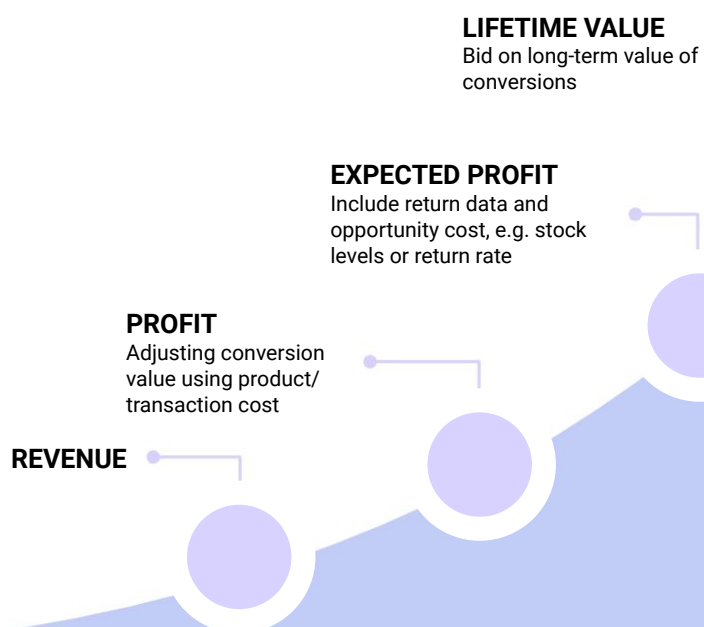 LIFETIME VALUE
Bid on long-term value of
conversions
EXPECTED PROFIT
Include return data and
opportunity cost, e.g. stock
levels or return rate
PROFIT
Adjusting conversion
value using product/
transaction cost
REVENUE